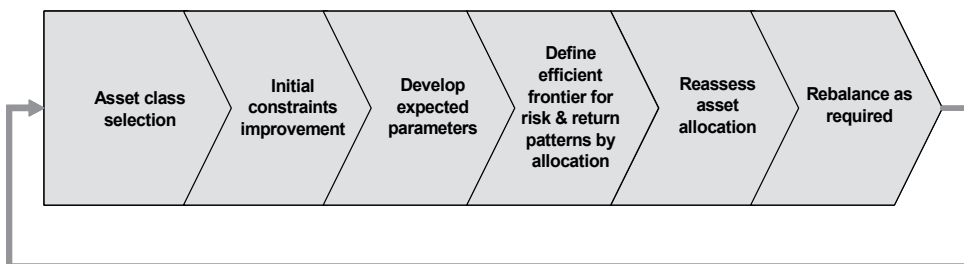 Asset class
selection
Initial
constraints
improvement
Develop
expected
parameters
Define
efficient
frontier for
risk & return
patterns by
allocation
Reassess
asset
allocation
Rebalance as
required